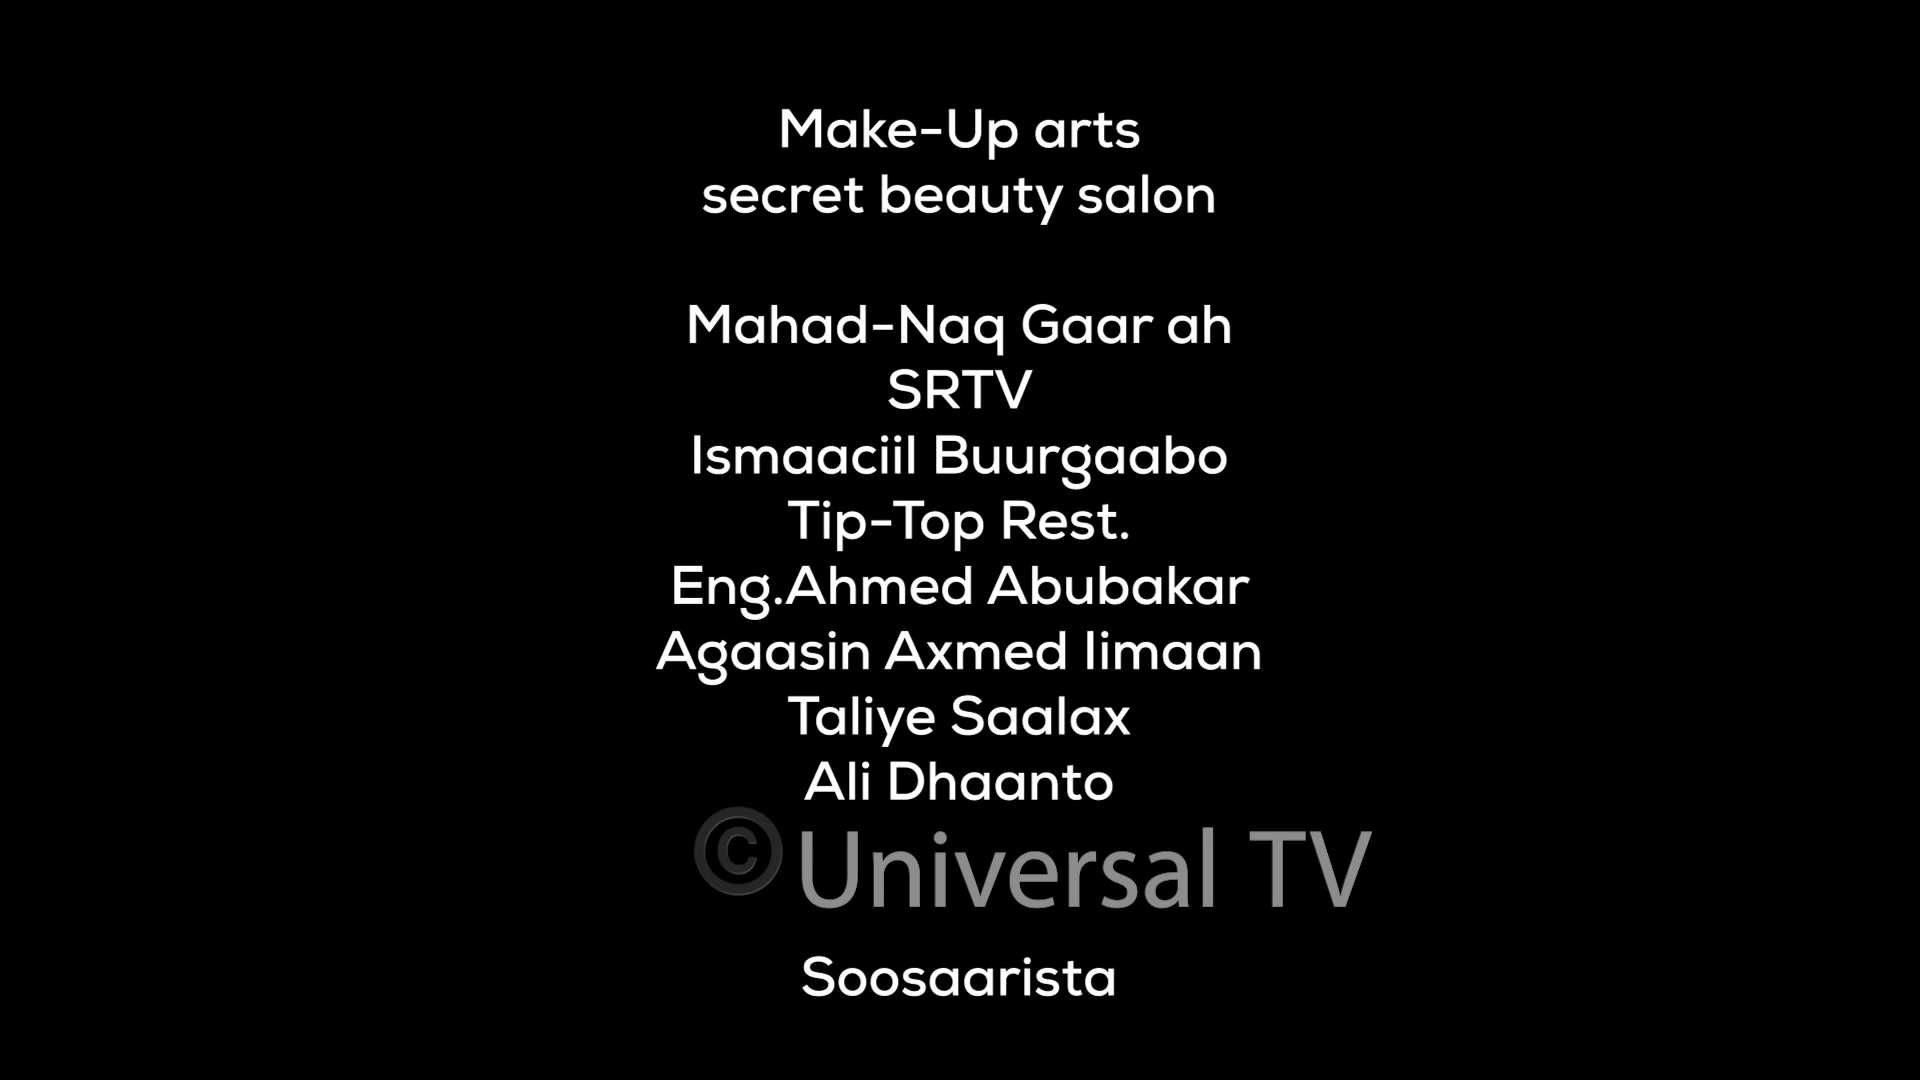 Make-Up arts
secret beauty salon
Mahad-Naq Gaar ah
SRTV
Ismaaciil Buurgaabo
Tip-Top Rest.
Eng.Ahmed Abubakar
Agaasin Axmed Iimaan
Taliye Saalax
Ali Dhaanto
© Universal TV
Soosaarista